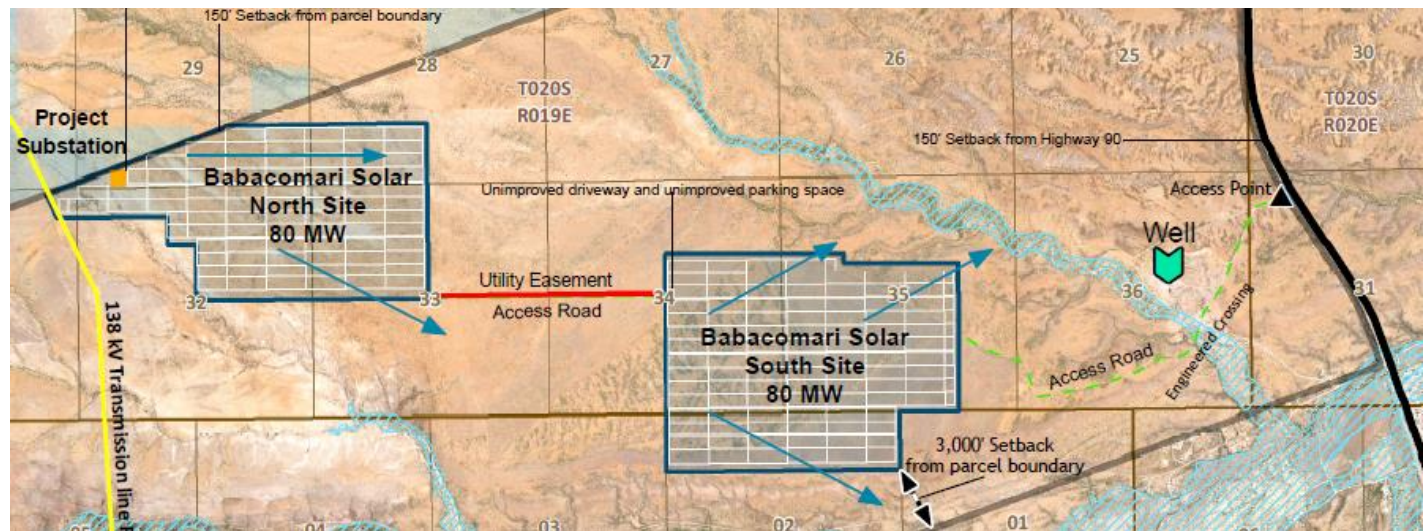 150' Setback from parcel boundary
29
28
27
26
25
30
T020S
R019E
T020S
R020E
Project
Substation
150' Setback from Highway 90
Babacomari Solar
North Site
80 MW
Unimproved driveway and unimproved parking space
Access Point
Well
Utility Easement
Access Road
32
33
34
35
36
31
138 kV Transmission line
Babacomari Solar
South Site
80 MW
Access Road
Engineered Crossing
3,000' Setback
from parcel boundary
05
04
03
02
01